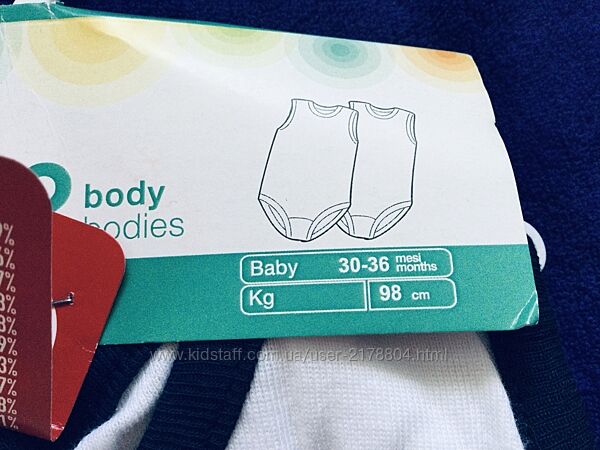 body
bodies
Baby 30-36 mesi months
Kg 98 cm
www.kidstaff.com.ua/user-2178804.html